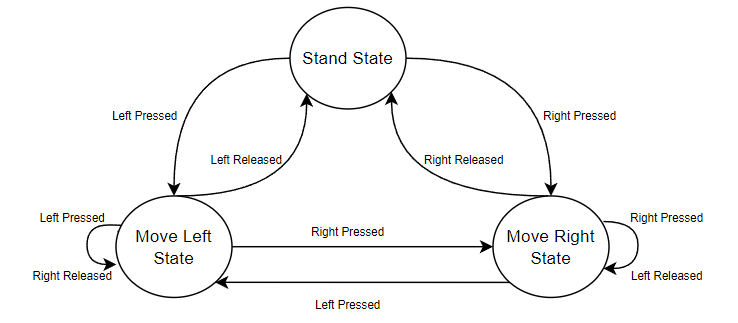 Stand State
Left Pressed
Right Pressed
Left Released
Right Released
Left Pressed
Right Released
Move Left
State
Right Pressed
Left Pressed
Move Right
State
Right Pressed
Left Released